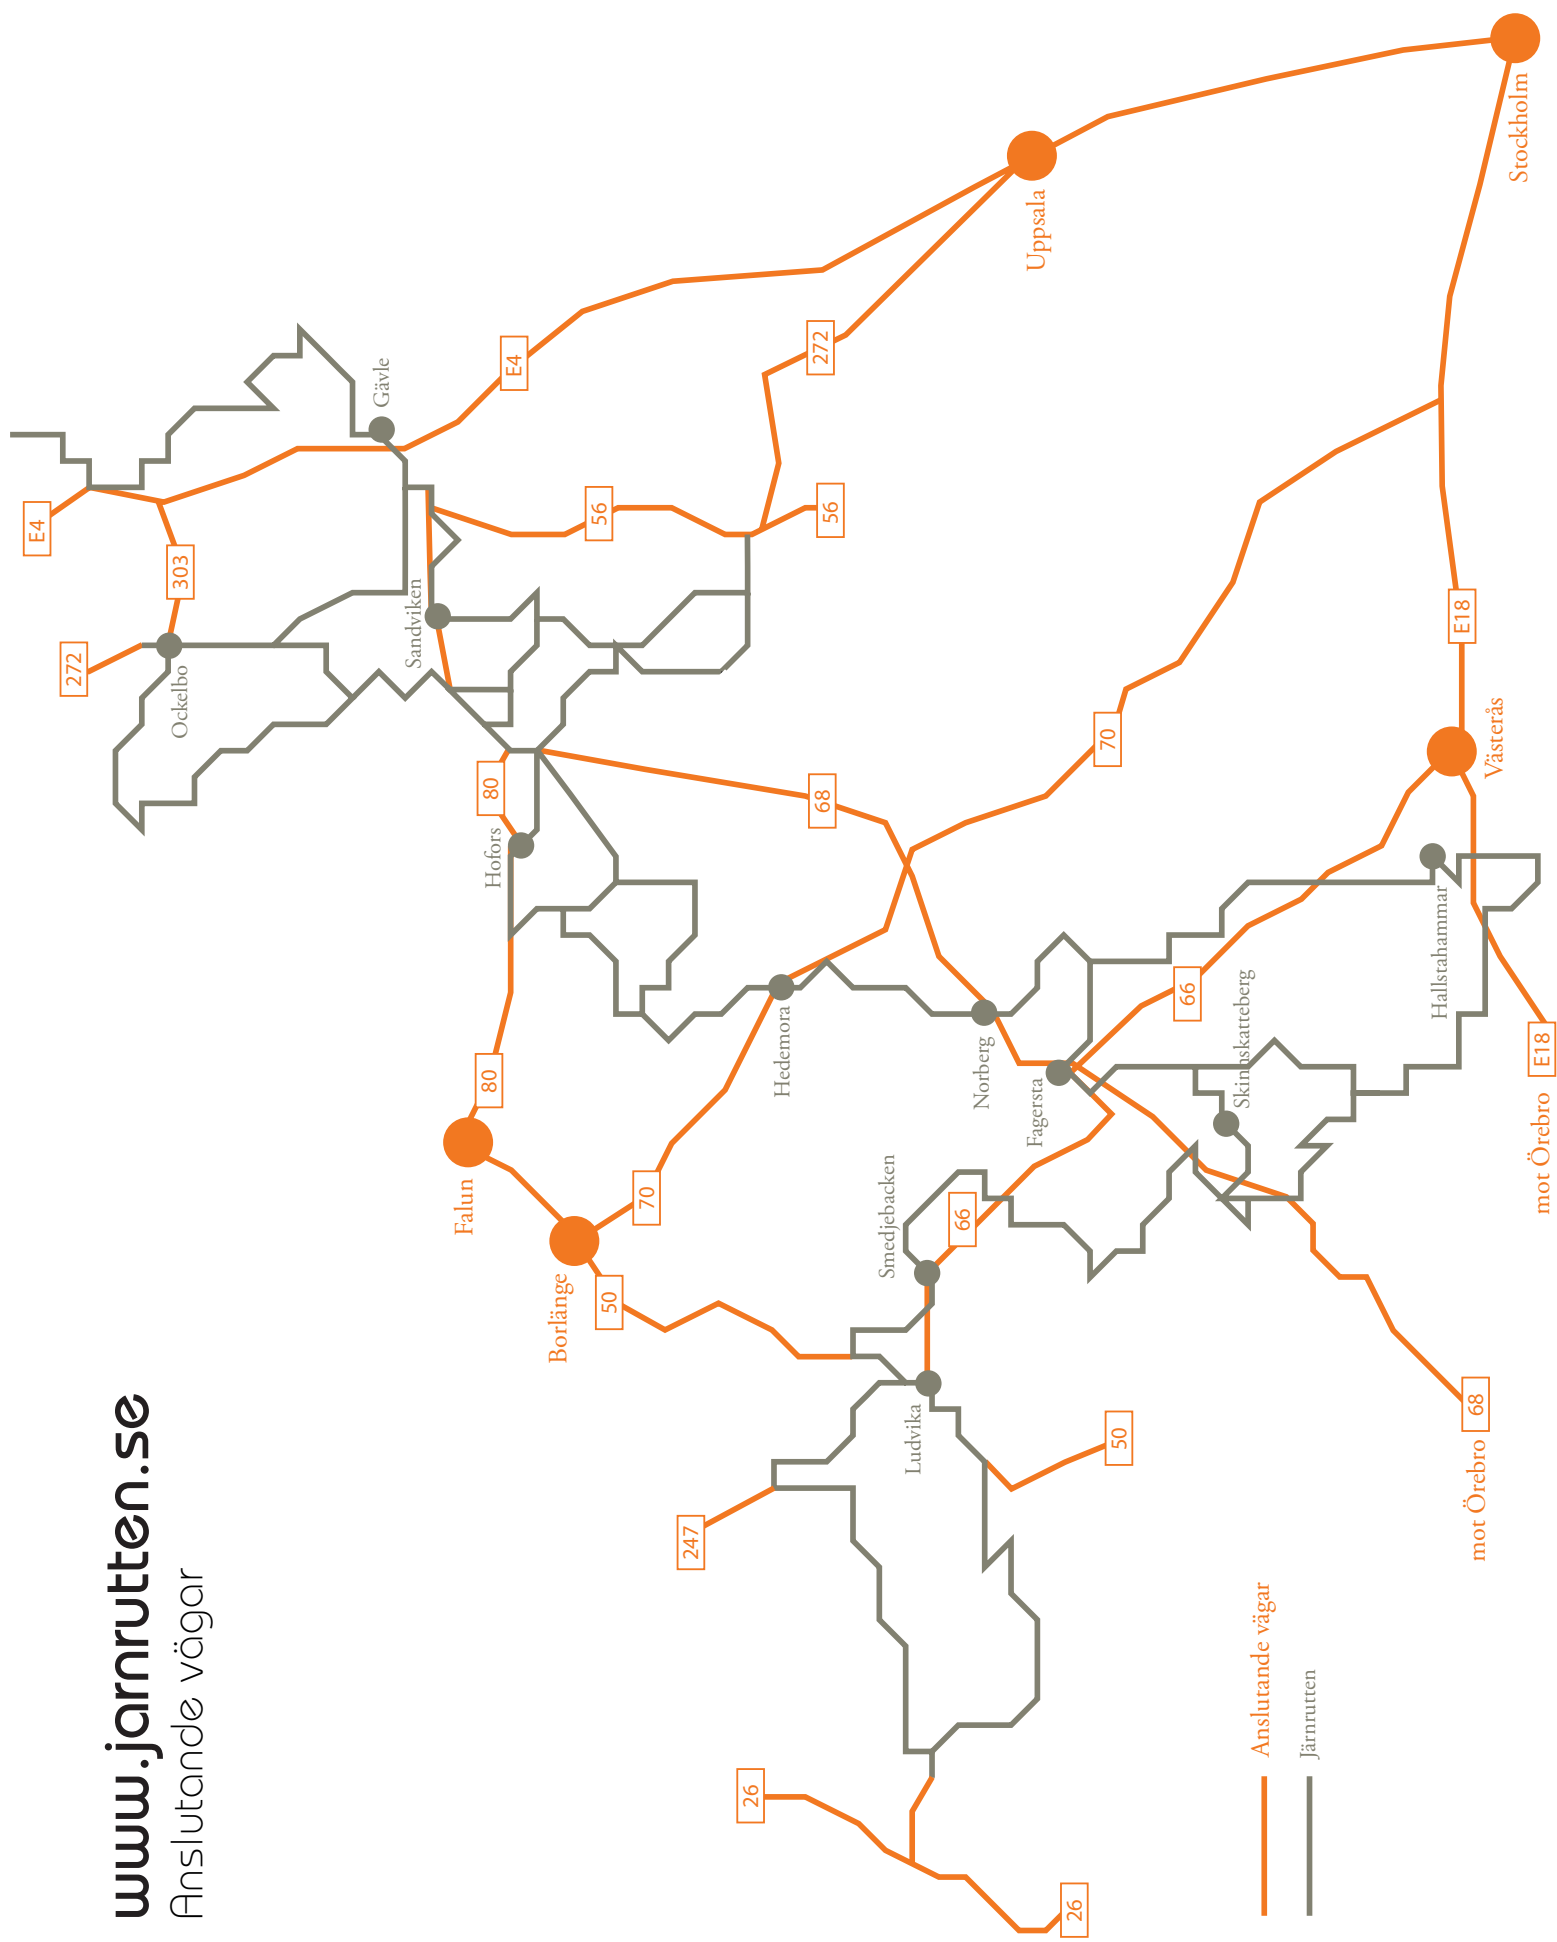 www.jarnrutten.se
Anslutande vägar
E4
272
303
Ockelbo
Gävle
Sandviken
E4
56
272
56
Uppsala
Stockholm
80
Hofors
68
70
80
Falun
Borlänge
70
50
Hedemora
Norberg
Fagersta
66
E18
Västerås
Hallstahammar
Skinnskatteberg
E18
mot Örebro
Smedjebacken
66
Ludvika
50
68
mot Örebro
247
26
26
Anslutande vägar
Järnrutten